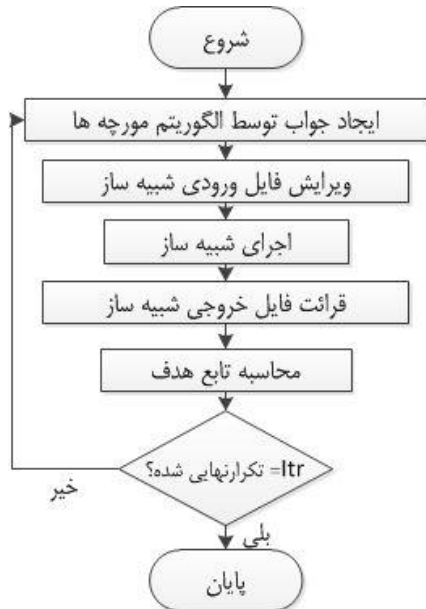 شروع
ایجاد جواب توسط الگوریتم مورچه ها
ویرایش فایل ورودی شبیه ساز
اجرای شبیه ساز
قرائت فایل خروجی شبیه ساز
محاسبه تابع هدف
Itr= تکرارنهایی شده؟
خیر
بلی
پایان